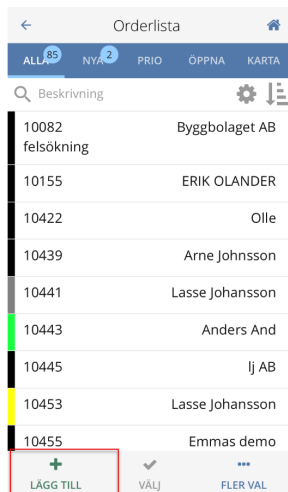 Orderlista
ALLA 85 NYA 2 PRIO ÖPPNA KARTA
Beskrivning
10082 Byggbolaget AB
felsökning
10155 ERIK OLANDER
10422 Olle
10439 Arne Johnsson
10441 Lasse Johansson
10443 Anders And
10445 lj AB
10453 Lasse Johansson
10455 Emmas demo
LÄGG TILL VÄLJ FLER VAL